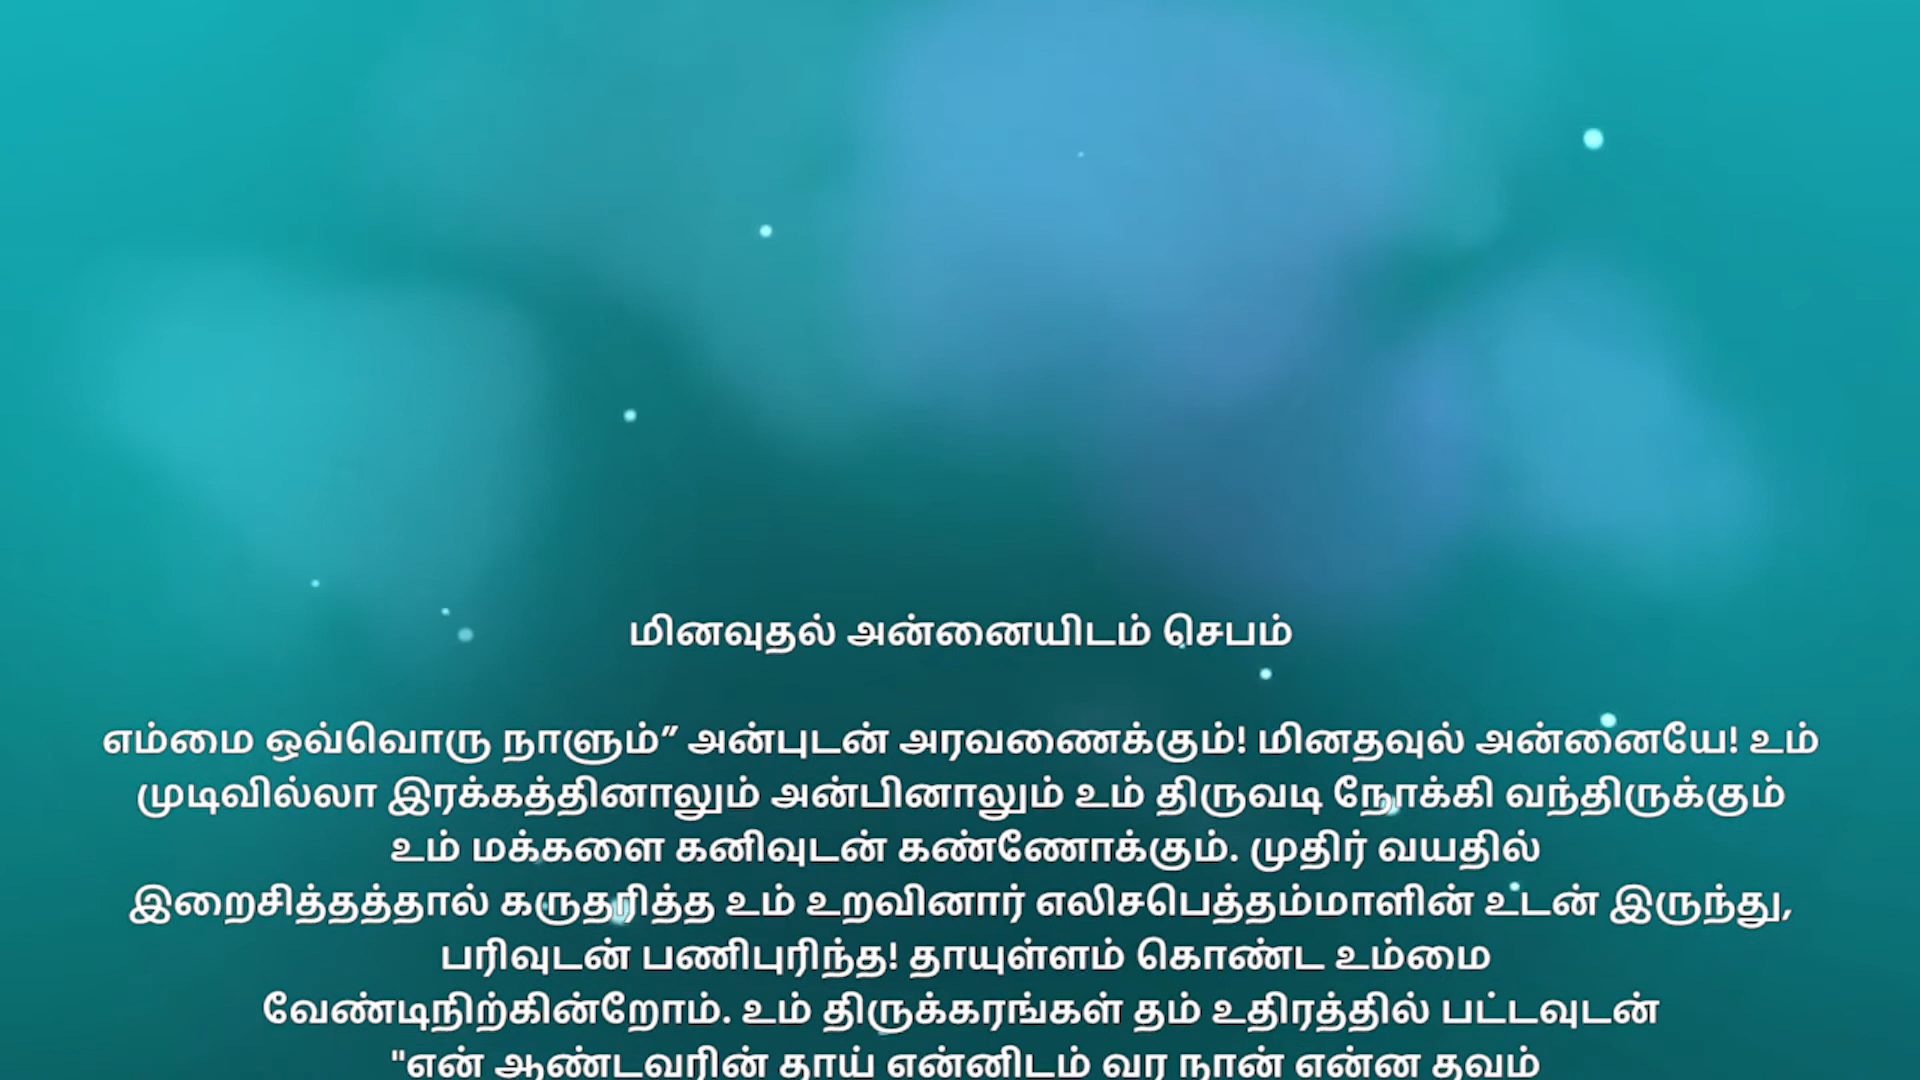 மினவுதல் அன்னையிடம் செபம்
எம்மை ஒவ்வொரு நாளும்” அன்புடன் அரவணைக்கும்! மினதவுல் அன்னையே! உம்
முடிவில்லா இரக்கத்தினாலும் அன்பினாலும் உம் திருவடி நோக்கி வந்திருக்கும்
உம் மக்களை கனிவுடன் கண்ணோக்கும். முதிர் வயதில்
இறைசித்தத்தால் கருதரித்த உம் உறவினார் எலிசபெத்தம்மாளின் உடன் இருந்து,
பரிவுடன் பணிபுரிந்த! தாயுள்ளம் கொண்ட உம்மை
வேண்டிநிற்கின்றோம். உம் திருக்கரங்கள் தம் உதிரத்தில் பட்டவுடன்
"என் ஆண்டவரின் தாய் என்னிடம் வர நான் என்ன தவம்